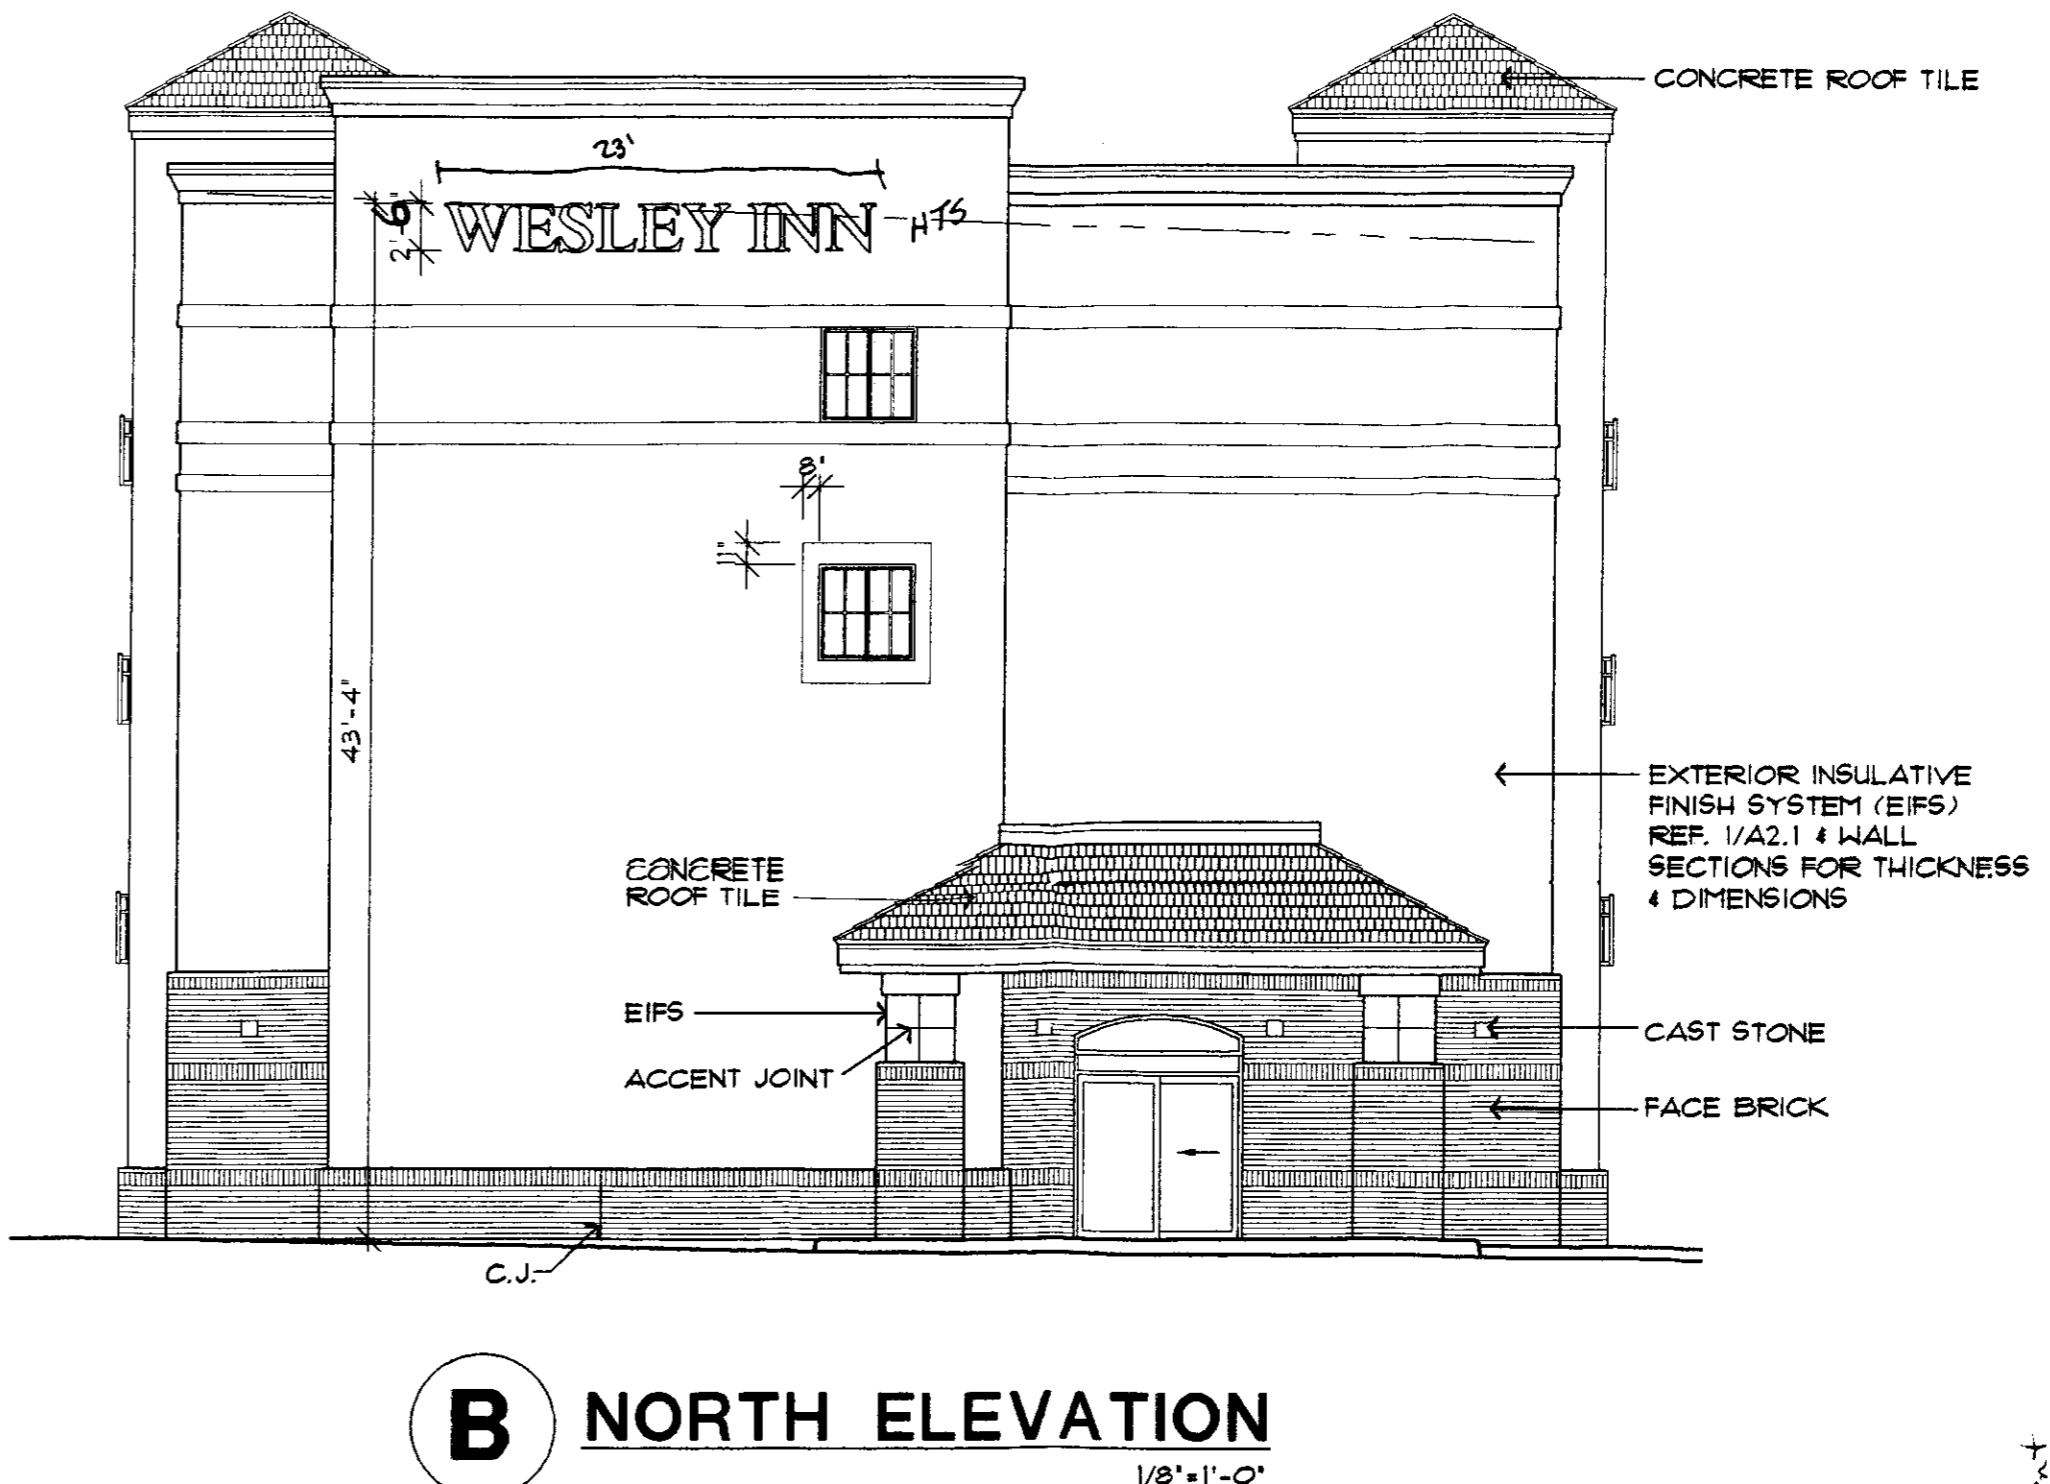 CONCRETE ROOF TILE
23'
2'-6"
WESLEY INN
HTS
8"
11"
43'-4"
EXTERIOR INSULATIVE
FINISH SYSTEM (EIFS)
REF. 1/A2.1 & WALL
SECTIONS FOR THICKNESS
& DIMENSIONS
CONCRETE
ROOF TILE
EIFS
ACCENT JOINT
CAST STONE
FACE BRICK
C.J.
B NORTH ELEVATION
1/8"=1'-0"